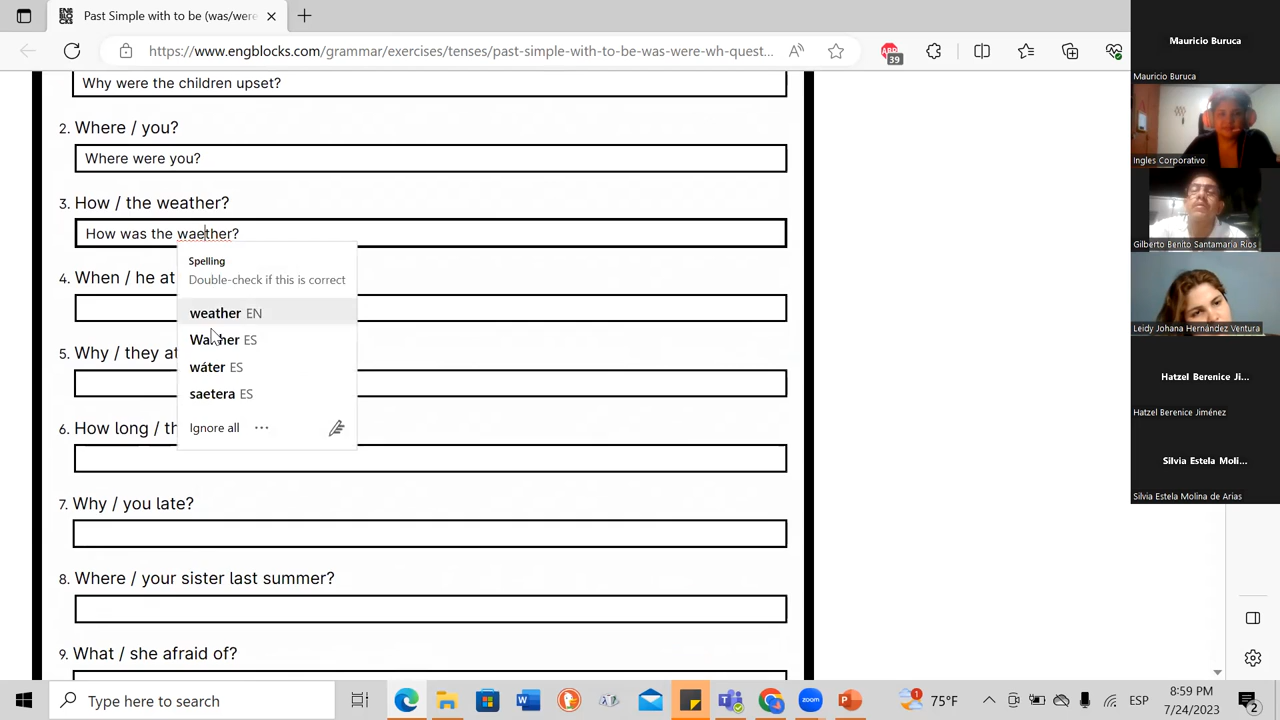 Past Simple with to be (was/were
https://www.engblocks.com/grammar/exercises/tenses/past-simple-with-to-be-was-were-wh-quest...
39
Why were the children upset?
2. Where / you?
Where were you?
3. How / the weather?
How was the waether?
Spelling
Double-check if this is correct
weather EN
Washer ES
wáter ES
saetera ES
Ignore all ...
4. When / he at
5. Why / they at
6. How long / th
7. Why / you late?
8. Where / your sister last summer?
9. What / she afraid of?
Mauricio Buruca
Mauricio Buruca
Ingles Corporativo
Gilberto Benito Santamaria Rios
Leidy Johana Hernández Ventura
Hatzel Berenice Ji...
Hatzel Berenice Jiménez
Silvia Estela Moli...
Silvia Estela Molina de Arias
Type here to search
zoom
1
75°F
ESP
8:59 PM
7/24/2023
2